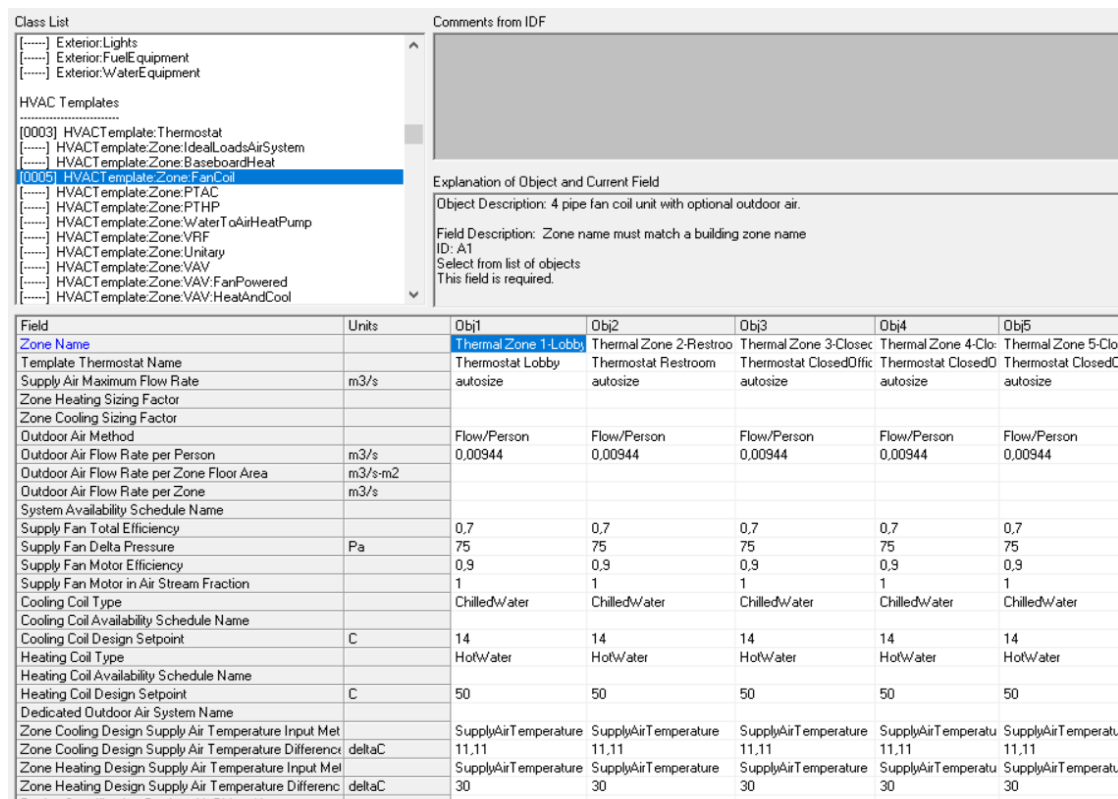 Class List
[------] Exterior:Lights
[------] Exterior:FuelEquipment
[------] Exterior:WaterEquipment
HVAC Templates
--------------------------
[0003] HVACTemplate:Thermostat
[------] HVACTemplate:Zone:IdealLoadsAirSystem
[------] HVACTemplate:Zone:BaseboardHeat
[0005] HVACTemplate:Zone:FanCoil
[------] HVACTemplate:Zone:PTAC
[------] HVACTemplate:Zone:PTHP
[------] HVACTemplate:Zone:WaterToAirHeatPump
[------] HVACTemplate:Zone:VRF
[------] HVACTemplate:Zone:Unitary
[------] HVACTemplate:Zone:VAV
[------] HVACTemplate:Zone:VAV:FanPowered
[------] HVACTemplate:Zone:VAV:HeatAndCool
Comments from IDF
Explanation of Object and Current Field
Object Description: 4 pipe fan coil unit with optional outdoor air.
Field Description: Zone name must match a building zone name
ID: A1
Select from list of objects
This field is required.
Field Units Obj1 Obj2 Obj3 Obj4 Obj5
Zone Name Thermal Zone 1-Lobby Thermal Zone 2-Restroo Thermal Zone 3-Closec Thermal Zone 4-Clo: Thermal Zone 5-Clo
Template Thermostat Name Thermostat Lobby Thermostat Restroom Thermostat ClosedOffic Thermostat ClosedO Thermostat ClosedO
Supply Air Maximum Flow Rate m3/s autosize autosize autosize autosize autosize
Zone Heating Sizing Factor
Zone Cooling Sizing Factor
Outdoor Air Method Flow/Person Flow/Person Flow/Person Flow/Person Flow/Person
Outdoor Air Flow Rate per Person m3/s 0,00944 0,00944 0,00944 0,00944 0,00944
Outdoor Air Flow Rate per Zone Floor Area m3/s-m2
Outdoor Air Flow Rate per Zone m3/s
System Availability Schedule Name
Supply Fan Total Efficiency 0,7 0,7 0,7 0,7 0,7
Supply Fan Delta Pressure Pa 75 75 75 75 75
Supply Fan Motor Efficiency 0,9 0,9 0,9 0,9 0,9
Supply Fan Motor in Air Stream Fraction 1 1 1 1 1
Cooling Coil Type ChilledWater ChilledWater ChilledWater ChilledWater ChilledWater
Cooling Coil Availability Schedule Name
Cooling Coil Design Setpoint C 14 14 14 14 14
Heating Coil Type HotWater HotWater HotWater HotWater HotWater
Heating Coil Availability Schedule Name
Heating Coil Design Setpoint C 50 50 50 50 50
Dedicated Outdoor Air System Name
Zone Cooling Design Supply Air Temperature Input Met SupplyAirTemperature SupplyAirTemperature SupplyAirTemperature SupplyAirTemperatu SupplyAirTemperatu
Zone Cooling Design Supply Air Temperature Difference deltaC 11,11 11,11 11,11 11,11 11,11
Zone Heating Design Supply Air Temperature Input Met SupplyAirTemperature SupplyAirTemperature SupplyAirTemperature SupplyAirTemperatu SupplyAirTemperatu
Zone Heating Design Supply Air Temperature Differenc deltaC 30 30 30 30 30